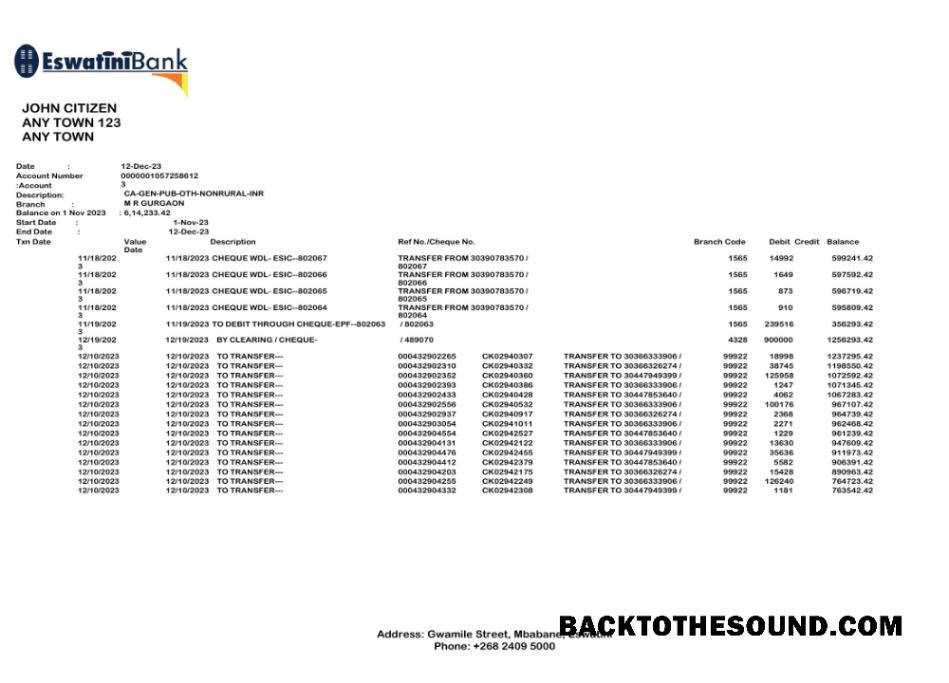 EswatiniBank
JOHN CITIZEN
ANY TOWN 123
ANY TOWN
Date : 12-Dec-23
Account Number 0000001057258612
:Account 3
Description: CA-GEN-PUB-OTH-NONRURAL-INR
Branch : M R GURGAON
Balance on 1 Nov 2023 : 6,14,233.42
Start Date : 1-Nov-23
End Date : 12-Dec-23
Txn Date Value Date Description Ref No./Cheque No. Branch Code Debit Credit Balance
11/18/2023 11/18/2023 CHEQUE WDL- ESIC--802067 TRANSFER FROM 30390783570 / 802067 1565 14992 599241.42
11/18/2023 11/18/2023 CHEQUE WDL- ESIC--802066 TRANSFER FROM 30390783570 / 802066 1565 1649 597592.42
11/18/2023 11/18/2023 CHEQUE WDL- ESIC--802065 TRANSFER FROM 30390783570 / 802065 1565 873 596719.42
11/18/2023 11/18/2023 CHEQUE WDL- ESIC--802064 TRANSFER FROM 30390783570 / 802064 1565 910 595809.42
11/19/2023 11/19/2023 TO DEBIT THROUGH CHEQUE-EPF--802063 / 802063 1565 239516 356293.42
12/19/2023 12/19/2023 BY CLEARING / CHEQUE- / 489070 4328 900000 1256293.42
12/10/2023 12/10/2023 TO TRANSFER--- 000432902265 CK02940307 TRANSFER TO 30366333906 / 99922 18998 1237295.42
12/10/2023 12/10/2023 TO TRANSFER--- 000432902310 CK02940332 TRANSFER TO 30366326274 / 99922 38745 1198550.42
12/10/2023 12/10/2023 TO TRANSFER--- 000432902352 CK02940360 TRANSFER TO 30447949399 / 99922 125958 1072592.42
12/10/2023 12/10/2023 TO TRANSFER--- 000432902393 CK02940386 TRANSFER TO 30366333906 / 99922 1247 1071345.42
12/10/2023 12/10/2023 TO TRANSFER--- 000432902433 CK02940428 TRANSFER TO 30447853640 / 99922 4062 1067283.42
12/10/2023 12/10/2023 TO TRANSFER--- 000432902556 CK02940532 TRANSFER TO 30366333906 / 99922 100176 967107.42
12/10/2023 12/10/2023 TO TRANSFER--- 000432902937 CK02940917 TRANSFER TO 30366326274 / 99922 2368 964739.42
12/10/2023 12/10/2023 TO TRANSFER--- 000432903054 CK02941011 TRANSFER TO 30366333906 / 99922 2271 962468.42
12/10/2023 12/10/2023 TO TRANSFER--- 000432904554 CK02942527 TRANSFER TO 30447853640 / 99922 1229 961239.42
12/10/2023 12/10/2023 TO TRANSFER--- 000432904131 CK02942122 TRANSFER TO 30366333906 / 99922 13630 947609.42
12/10/2023 12/10/2023 TO TRANSFER--- 000432904476 CK02942455 TRANSFER TO 30447949399 / 99922 35636 911973.42
12/10/2023 12/10/2023 TO TRANSFER--- 000432904412 CK02942379 TRANSFER TO 30447853640 / 99922 5582 906391.42
12/10/2023 12/10/2023 TO TRANSFER--- 000432904203 CK02942175 TRANSFER TO 30366326274 / 99922 15428 890963.42
12/10/2023 12/10/2023 TO TRANSFER--- 000432904255 CK02942249 TRANSFER TO 30366333906 / 99922 126240 764723.42
12/10/2023 12/10/2023 TO TRANSFER--- 000432904332 CK02942308 TRANSFER TO 30447949399 / 99922 1181 763542.42
BACKTOTHESOUND.COM
Address: Gwamile Street, Mbabane,
Phone: +268 2409 5000